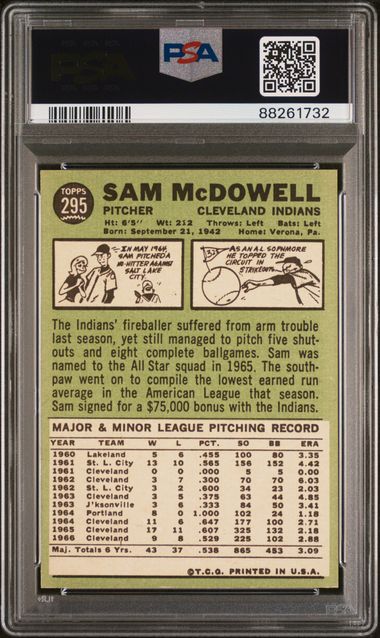 PSA
PSA
88261732
TOPPS
295
SAM McDOWELL
PITCHER CLEVELAND INDIANS
Ht: 6'5" Wt: 212 Throws: Left Bats: Left
Born: September 21, 1942 Home: Verona, Pa.
IN MAY 1964,
SAM PITCHED A
NO-HITTER AGAINST
SALT LAKE
CITY.
AS AN A.L. SOPHMORE
HE TOPPED THE
CIRCUIT IN
STRIKEOUTS.
The Indians' fireballer suffered from arm trouble
last season, yet still managed to pitch five shut-
outs and eight complete ballgames. Sam was
named to the All Star squad in 1965. The south-
paw went on to compile the lowest earned run
average in the American League that season.
Sam signed for a $75,000 bonus with the Indians.
MAJOR & MINOR LEAGUE PITCHING RECORD
YEAR TEAM W L PCT. SO BB ERA
1960 Lakeland 5 6 .455 100 80 3.35
1961 St. L. City 13 10 .565 156 152 4.42
1961 Cleveland 0 0 .000 5 5 0.00
1962 Cleveland 3 7 .300 70 70 6.03
1962 St. L. City 3 2 .600 34 23 2.03
1963 Cleveland 3 5 .375 63 44 4.85
1963 J'ksonville 3 6 .333 84 50 3.41
1964 Portland 8 0 1.000 102 24 1.18
1964 Cleveland 11 6 .647 177 100 2.71
1965 Cleveland 17 11 .607 325 132 2.18
1966 Cleveland 9 8 .529 225 102 2.88
Maj. Totals 6 Yrs. 43 37 .538 865 453 3.09
©T.C.G. PRINTED IN U.S.A.